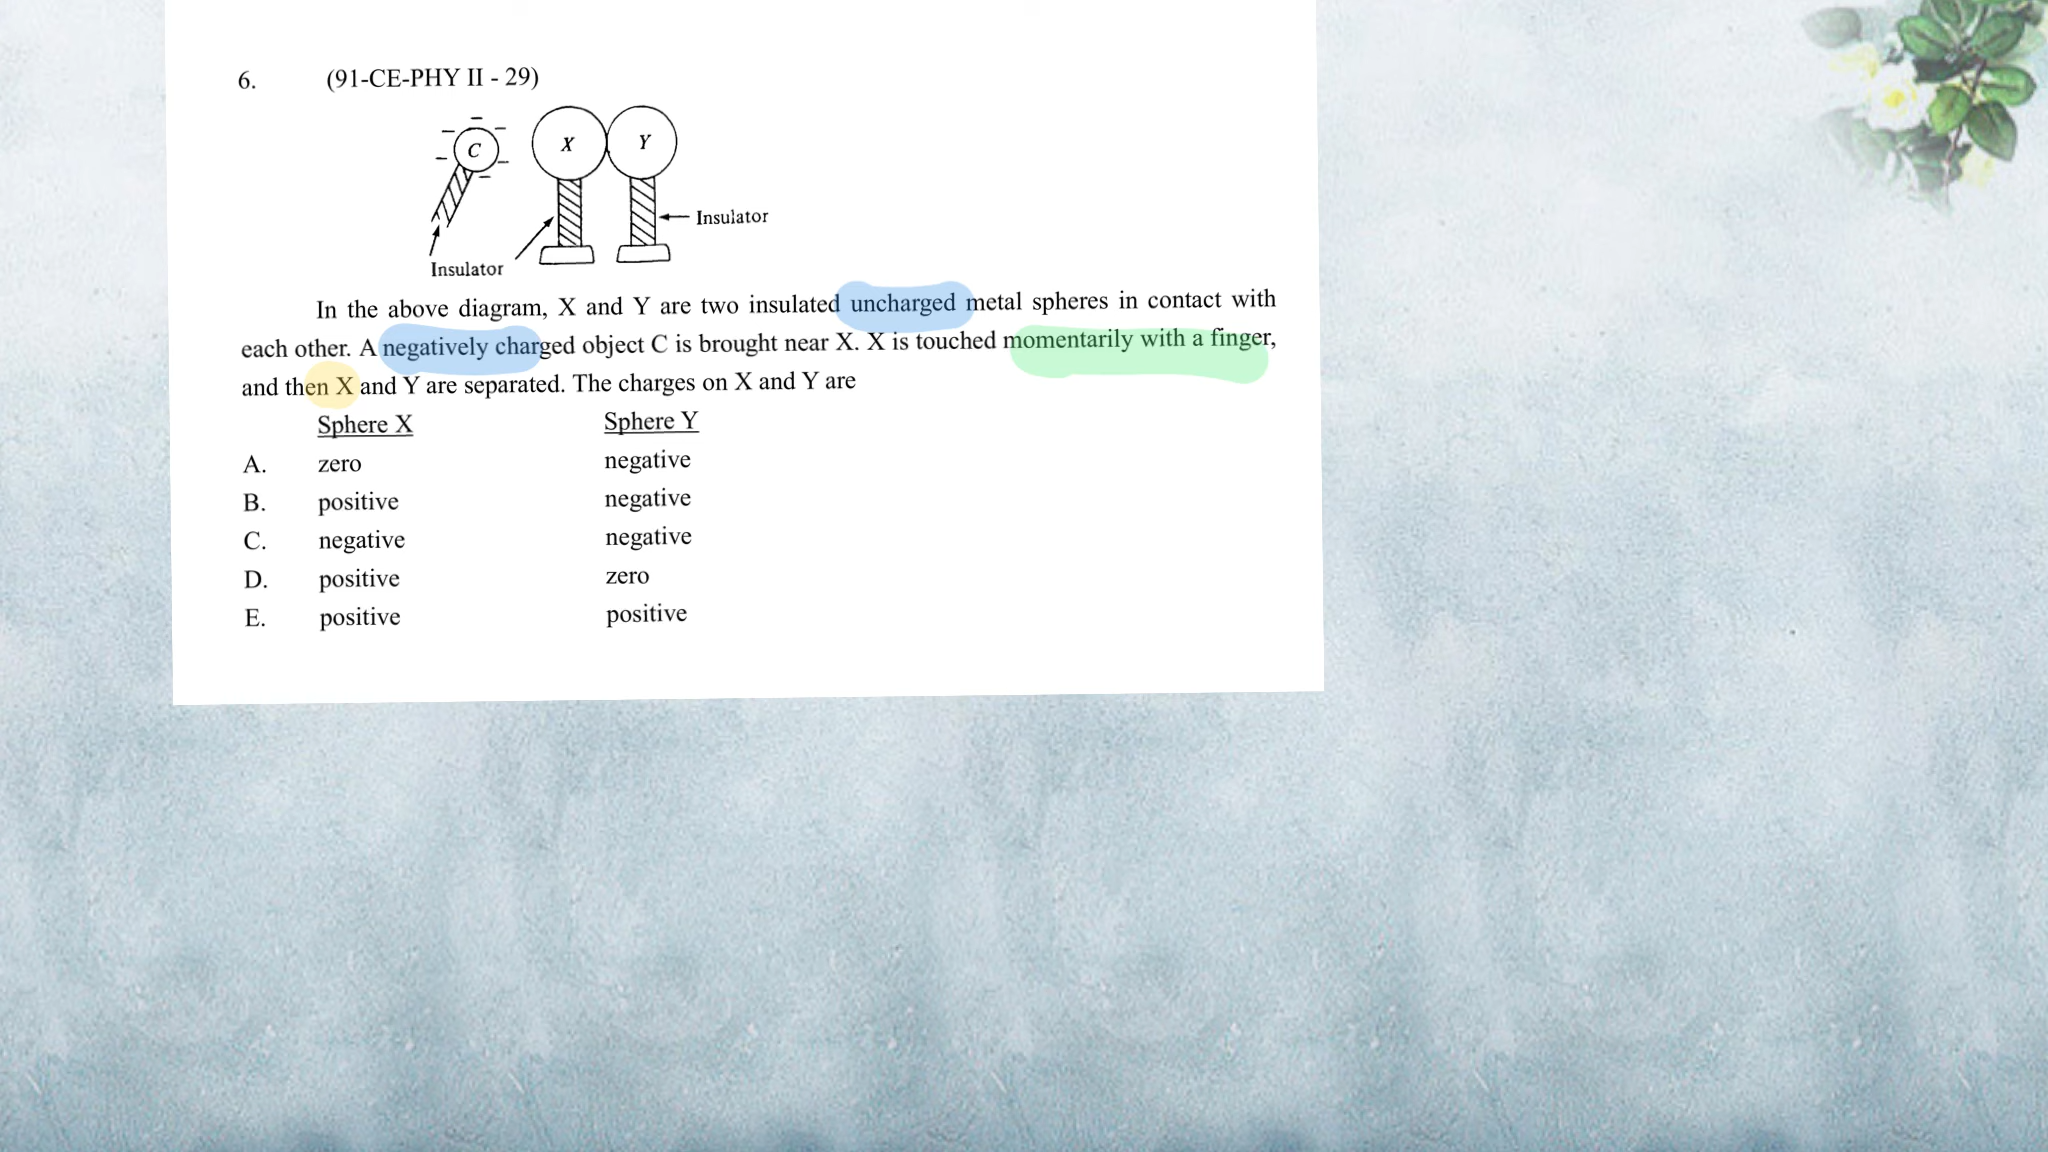 6. (91-CE-PHY II - 29)
C X Y
Insulator
Insulator
In the above diagram, X and Y are two insulated uncharged metal spheres in contact with
each other. A negatively charged object C is brought near X. X is touched momentarily with a finger,
and then X and Y are separated. The charges on X and Y are
Sphere X Sphere Y
A. zero negative
B. positive negative
C. negative negative
D. positive zero
E. positive positive